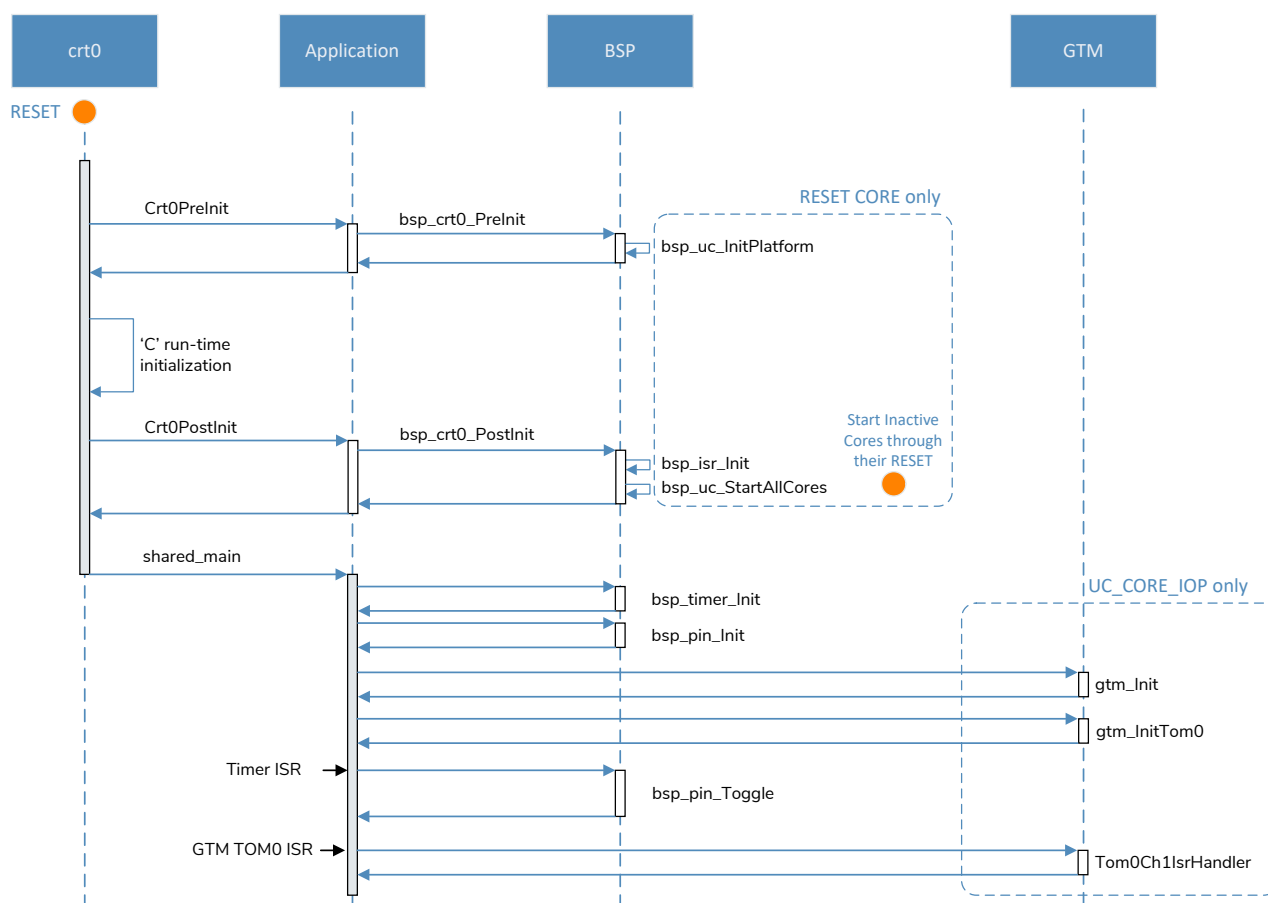 crt0
Application
BSP
GTM
RESET
RESET CORE only
Crt0PreInit
bsp_crt0_PreInit
bsp_uc_InitPlatform
‘C’ run-time
initialization
Crt0PostInit
bsp_crt0_PostInit
Start Inactive
Cores through
their RESET
bsp_isr_Init
bsp_uc_StartAllCores
shared_main
UC_CORE_IOP only
bsp_timer_Init
bsp_pin_Init
gtm_Init
gtm_InitTom0
Timer ISR
bsp_pin_Toggle
GTM TOM0 ISR
Tom0Ch1IsrHandler